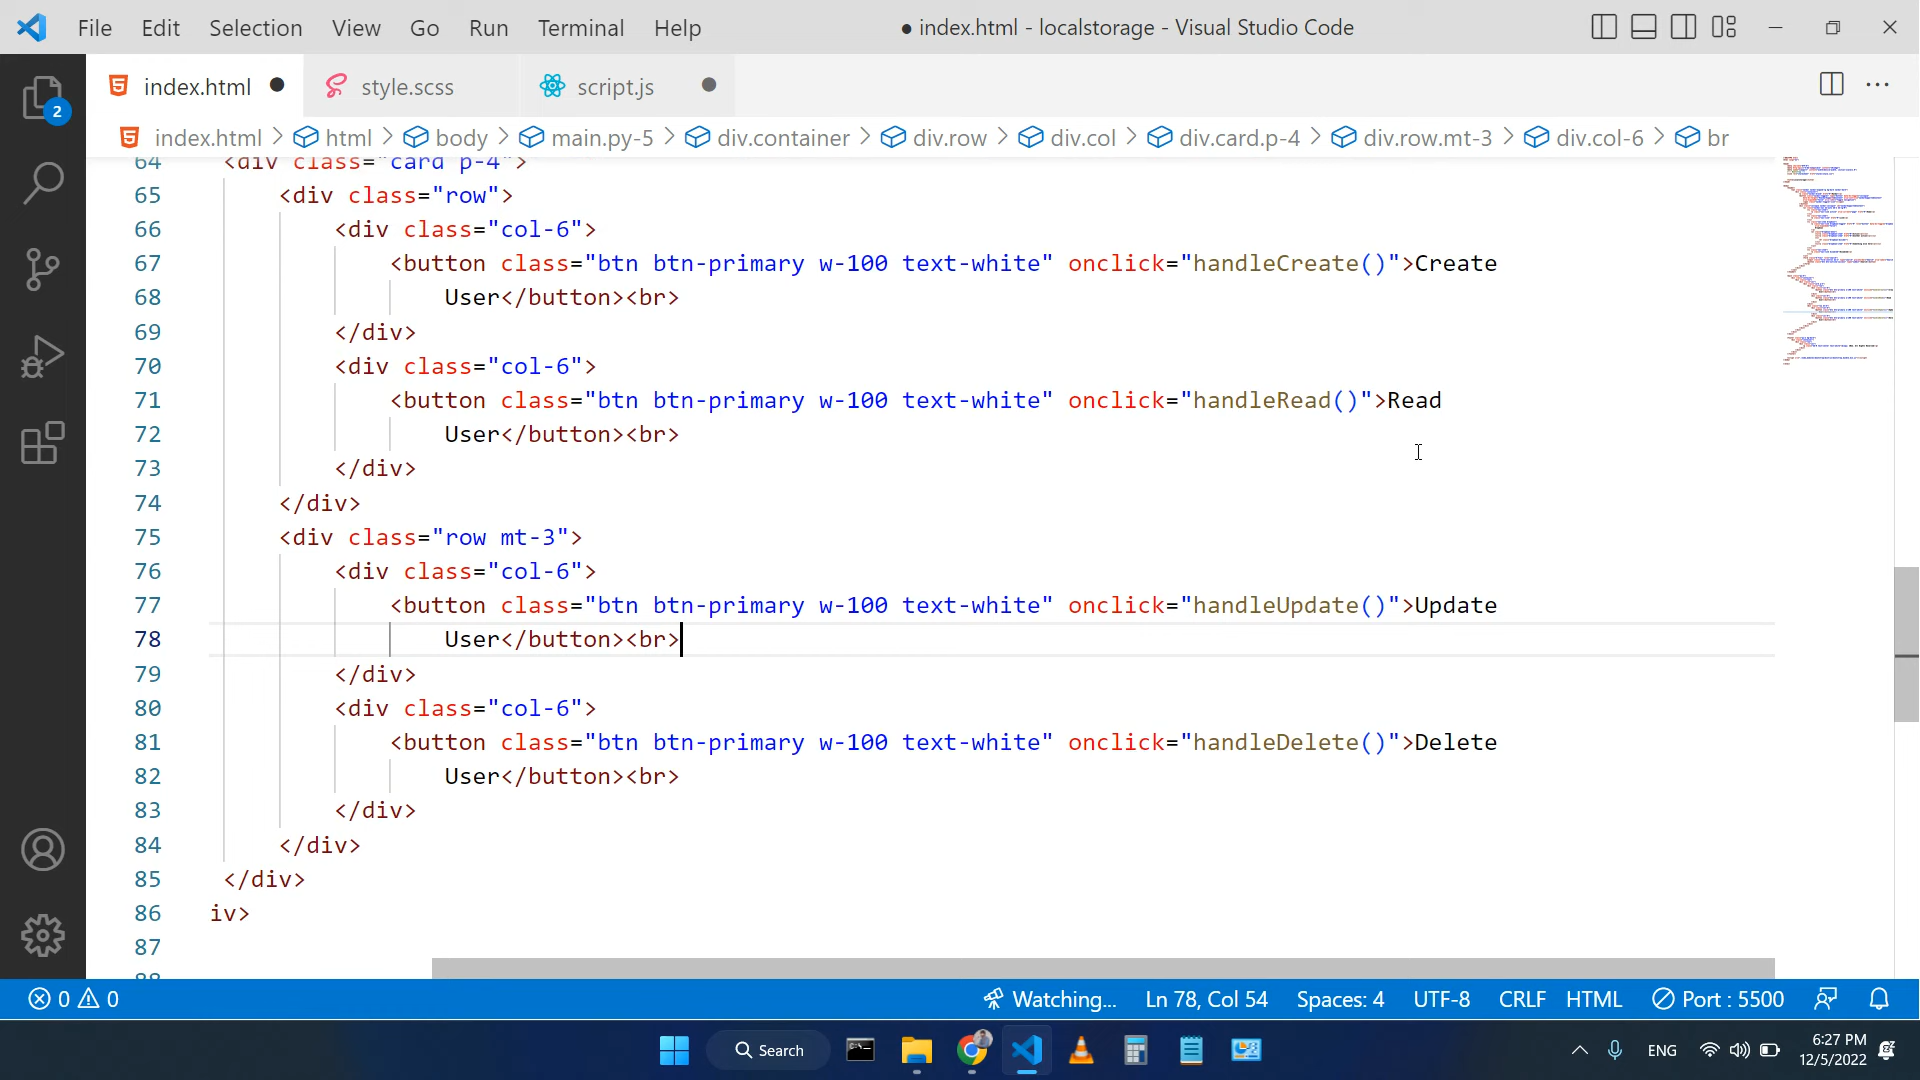 File Edit Selection View Go Run Terminal Help ● index.html - localstorage - Visual Studio Code
index.html ● style.scss script.js ●
2
index.html > html > body > main.py-5 > div.container > div.row > div.col > div.card.p-4 > div.row.mt-3 > div.col-6 > br
64 <div class="card p-4">
65 <div class="row">
66 <div class="col-6">
67 <button class="btn btn-primary w-100 text-white" onclick="handleCreate()">Create
68 User</button><br>
69 </div>
70 <div class="col-6">
71 <button class="btn btn-primary w-100 text-white" onclick="handleRead()">Read
72 User</button><br>
73 </div>
74 </div>
75 <div class="row mt-3">
76 <div class="col-6">
77 <button class="btn btn-primary w-100 text-white" onclick="handleUpdate()">Update
78 User</button><br>
79 </div>
80 <div class="col-6">
81 <button class="btn btn-primary w-100 text-white" onclick="handleDelete()">Delete
82 User</button><br>
83 </div>
84 </div>
85 </div>
86 iv>
87
88
0 0 Watching... Ln 78, Col 54 Spaces: 4 UTF-8 CRLF HTML Port : 5500
Search ENG 6:27 PM
12/5/2022